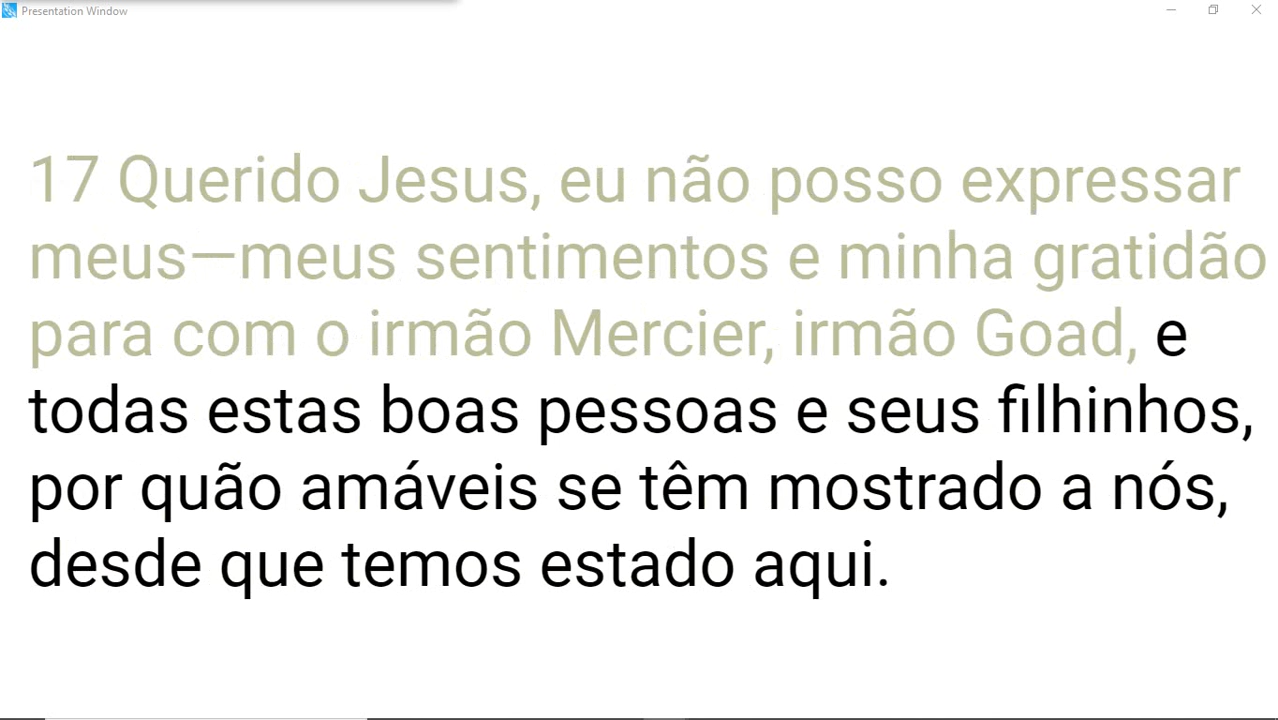 Presentation Window
17 Querido Jesus, eu não posso expressar
meus—meus sentimentos e minha gratidão
para com o irmão Mercier, irmão Goad, e
todas estas boas pessoas e seus filhinhos,
por quão amáveis se têm mostrado a nós,
desde que temos estado aqui.